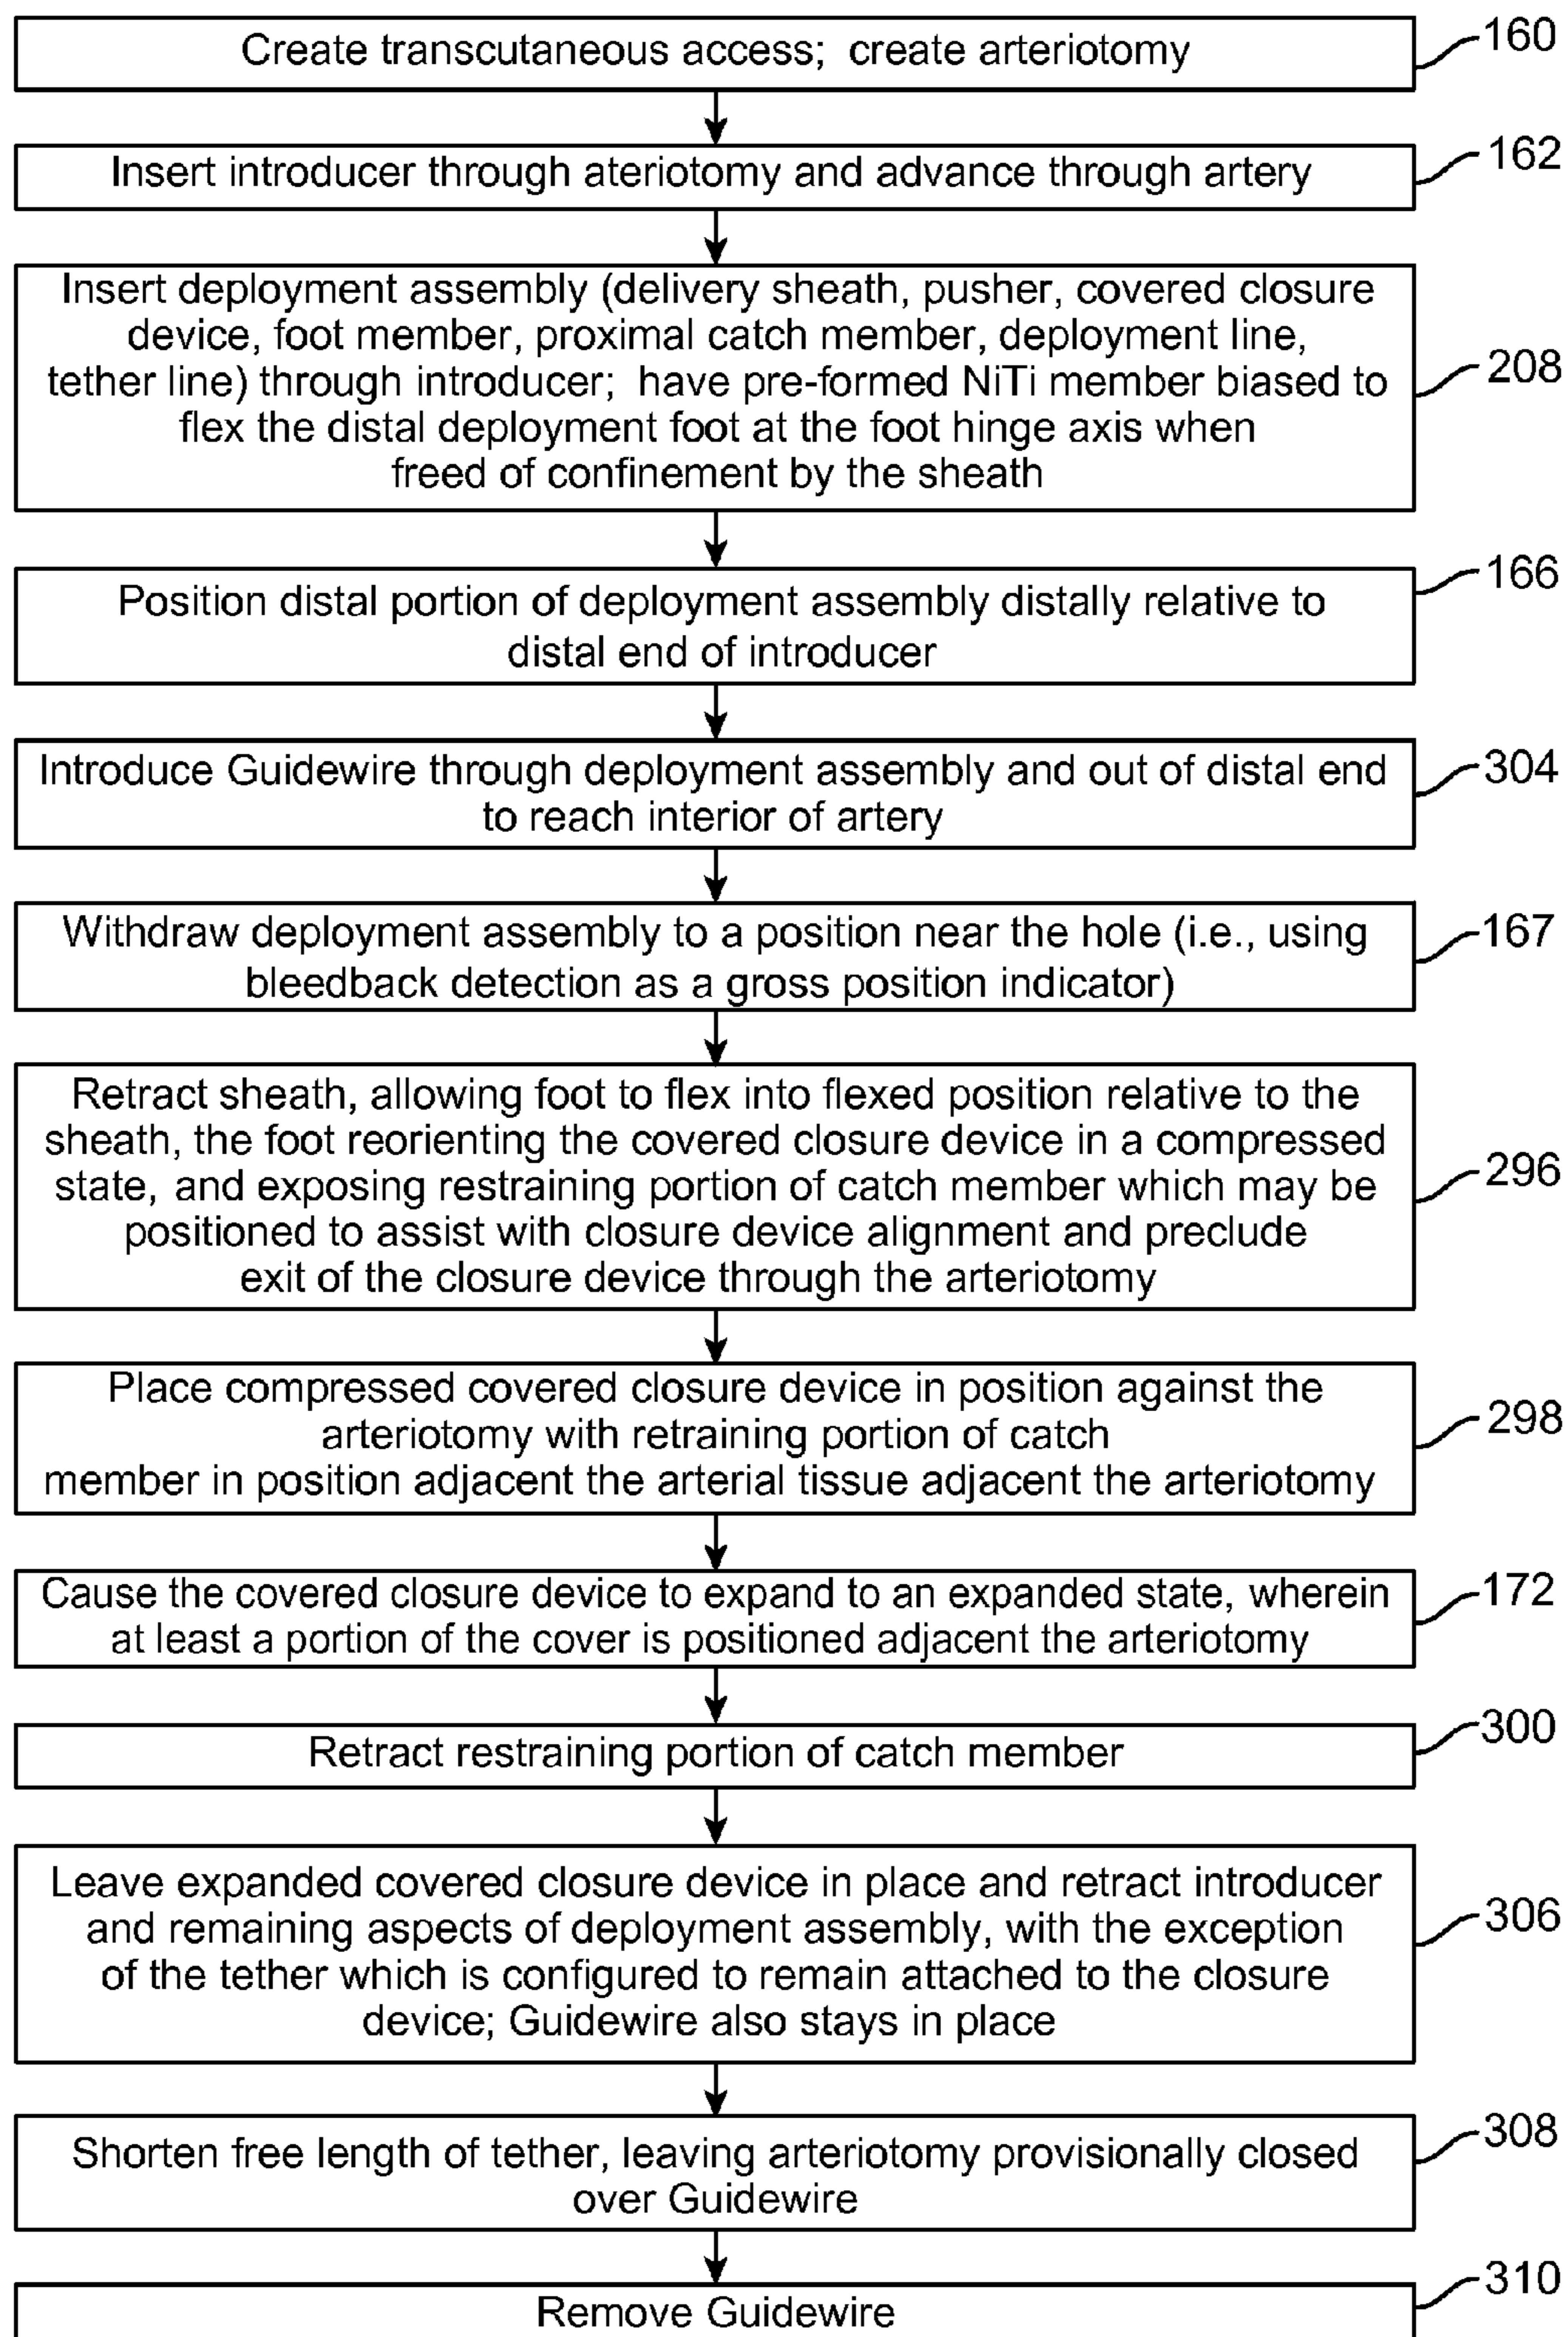 Create transcutaneous access; create arteriotomy
160
Insert introducer through ateriotomy and advance through artery
162
Insert deployment assembly (delivery sheath, pusher, covered closure
device, foot member, proximal catch member, deployment line,
tether line) through introducer; have pre-formed NiTi member biased to
flex the distal deployment foot at the foot hinge axis when
freed of confinement by the sheath
208
Position distal portion of deployment assembly distally relative to
distal end of introducer
166
Introduce Guidewire through deployment assembly and out of distal end
to reach interior of artery
304
Withdraw deployment assembly to a position near the hole (i.e., using
bleedback detection as a gross position indicator)
167
Retract sheath, allowing foot to flex into flexed position relative to the
sheath, the foot reorienting the covered closure device in a compressed
state, and exposing restraining portion of catch member which may be
positioned to assist with closure device alignment and preclude
exit of the closure device through the arteriotomy
296
Place compressed covered closure device in position against the
arteriotomy with retraining portion of catch
member in position adjacent the arterial tissue adjacent the arteriotomy
298
Cause the covered closure device to expand to an expanded state, wherein
at least a portion of the cover is positioned adjacent the arteriotomy
172
Retract restraining portion of catch member
300
Leave expanded covered closure device in place and retract introducer
and remaining aspects of deployment assembly, with the exception
of the tether which is configured to remain attached to the closure
device; Guidewire also stays in place
306
Shorten free length of tether, leaving arteriotomy provisionally closed
over Guidewire
308
Remove Guidewire
310